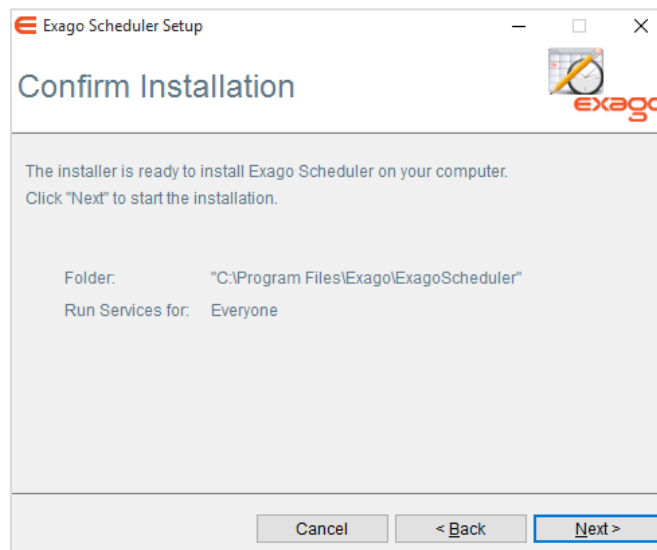 Exago Scheduler Setup
Confirm Installation
exago
The installer is ready to install Exago Scheduler on your computer.
Click "Next" to start the installation.
Folder: "C:\Program Files\Exago\ExagoScheduler"
Run Services for: Everyone
Cancel < Back Next >